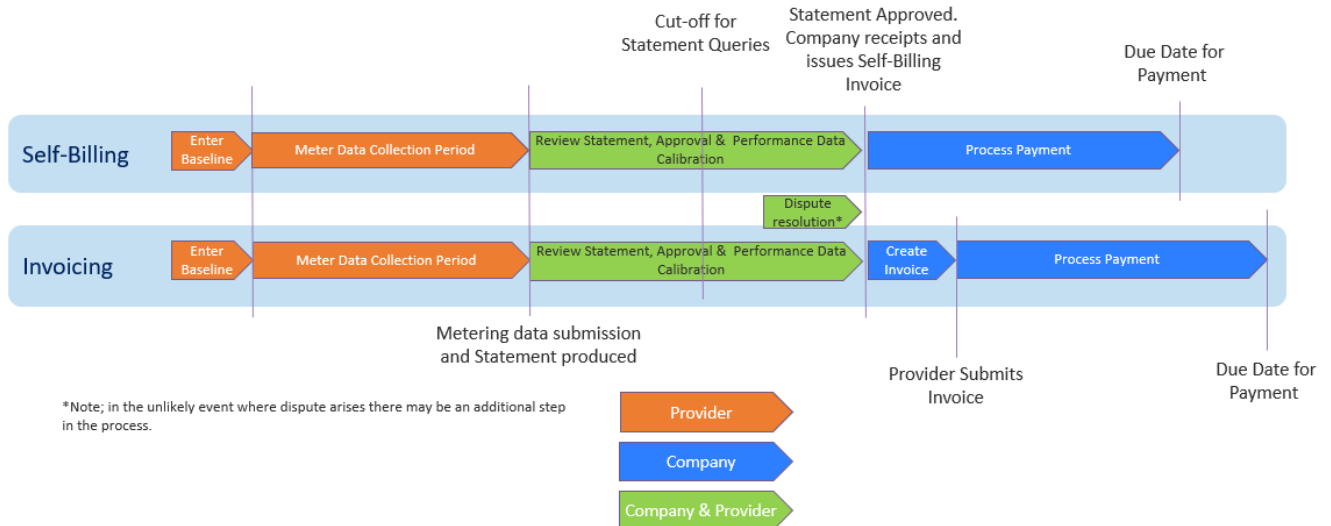 Cut-off for
Statement Queries
Statement Approved.
Company receipts and
issues Self-Billing
Invoice
Due Date for
Payment
Self-Billing
Enter
Baseline
Meter Data Collection Period
Review Statement, Approval & Performance Data
Calibration
Process Payment
Dispute
resolution*
Invoicing
Enter
Baseline
Meter Data Collection Period
Review Statement, Approval & Performance Data
Calibration
Create
Invoice
Process Payment
Metering data submission
and Statement produced
Provider Submits
Invoice
Due Date for
Payment
*Note; in the unlikely event where dispute arises there may be an additional step
in the process.
Provider
Company
Company & Provider